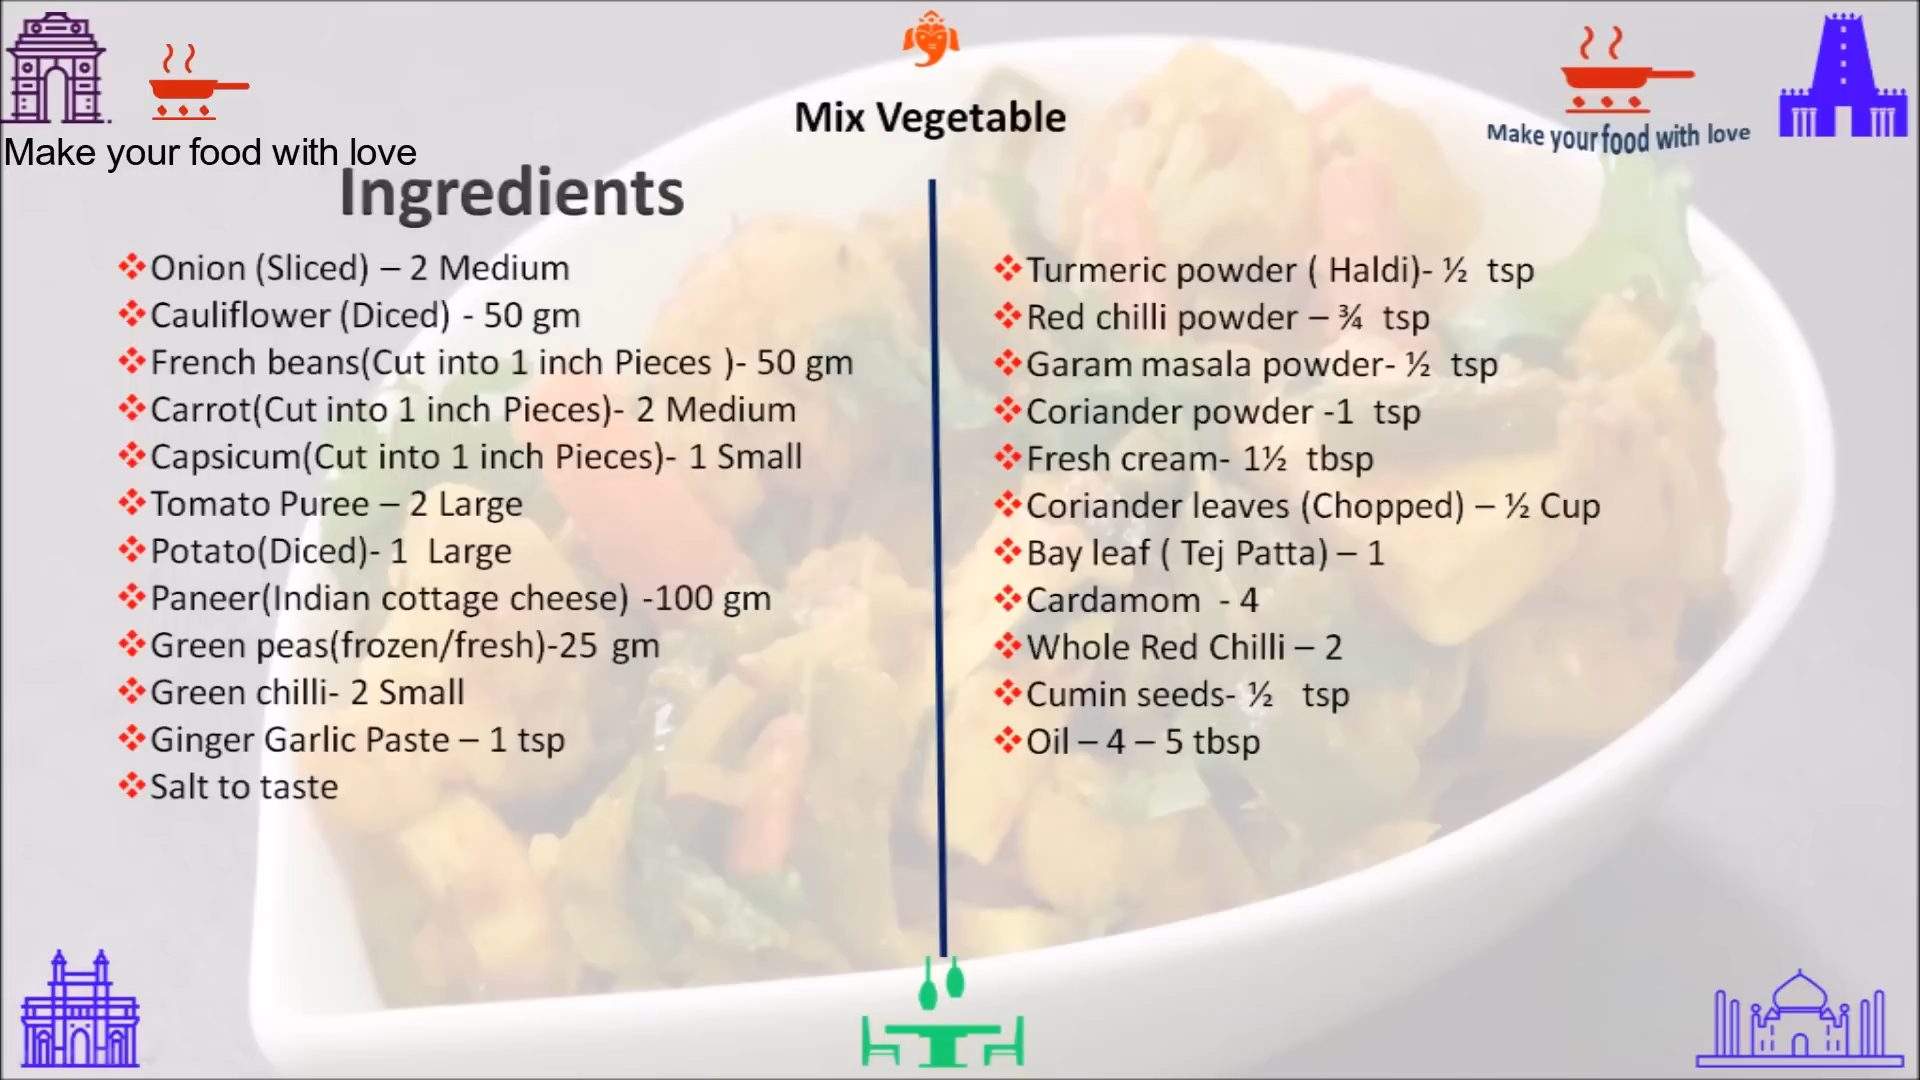 Mix Vegetable
Make your food with love
Make your food with love
Ingredients
Onion (Sliced) – 2 Medium
Cauliflower (Diced) - 50 gm
French beans(Cut into 1 inch Pieces )- 50 gm
Carrot(Cut into 1 inch Pieces)- 2 Medium
Capsicum(Cut into 1 inch Pieces)- 1 Small
Tomato Puree – 2 Large
Potato(Diced)- 1 Large
Paneer(Indian cottage cheese) -100 gm
Green peas(frozen/fresh)-25 gm
Green chilli- 2 Small
Ginger Garlic Paste – 1 tsp
Salt to taste
Turmeric powder ( Haldi)- ½ tsp
Red chilli powder – ¾ tsp
Garam masala powder- ½ tsp
Coriander powder -1 tsp
Fresh cream- 1½ tbsp
Coriander leaves (Chopped) – ½ Cup
Bay leaf ( Tej Patta) – 1
Cardamom - 4
Whole Red Chilli – 2
Cumin seeds- ½ tsp
Oil – 4 – 5 tbsp